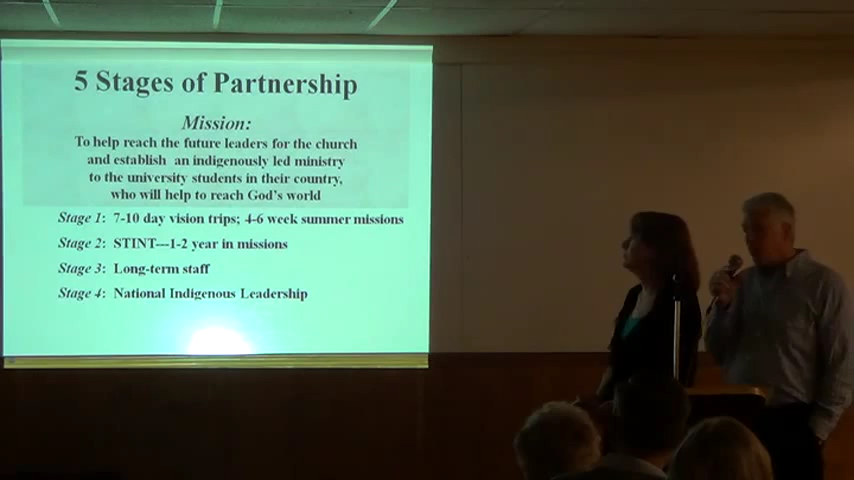 5 Stages of Partnership
Mission:
To help reach the future leaders for the church
and establish an indigenously led ministry
to the university students in their country,
who will help to reach God's world
Stage 1: 7-10 day vision trips; 4-6 week summer missions
Stage 2: STINT---1-2 year in missions
Stage 3: Long-term staff
Stage 4: National Indigenous Leadership